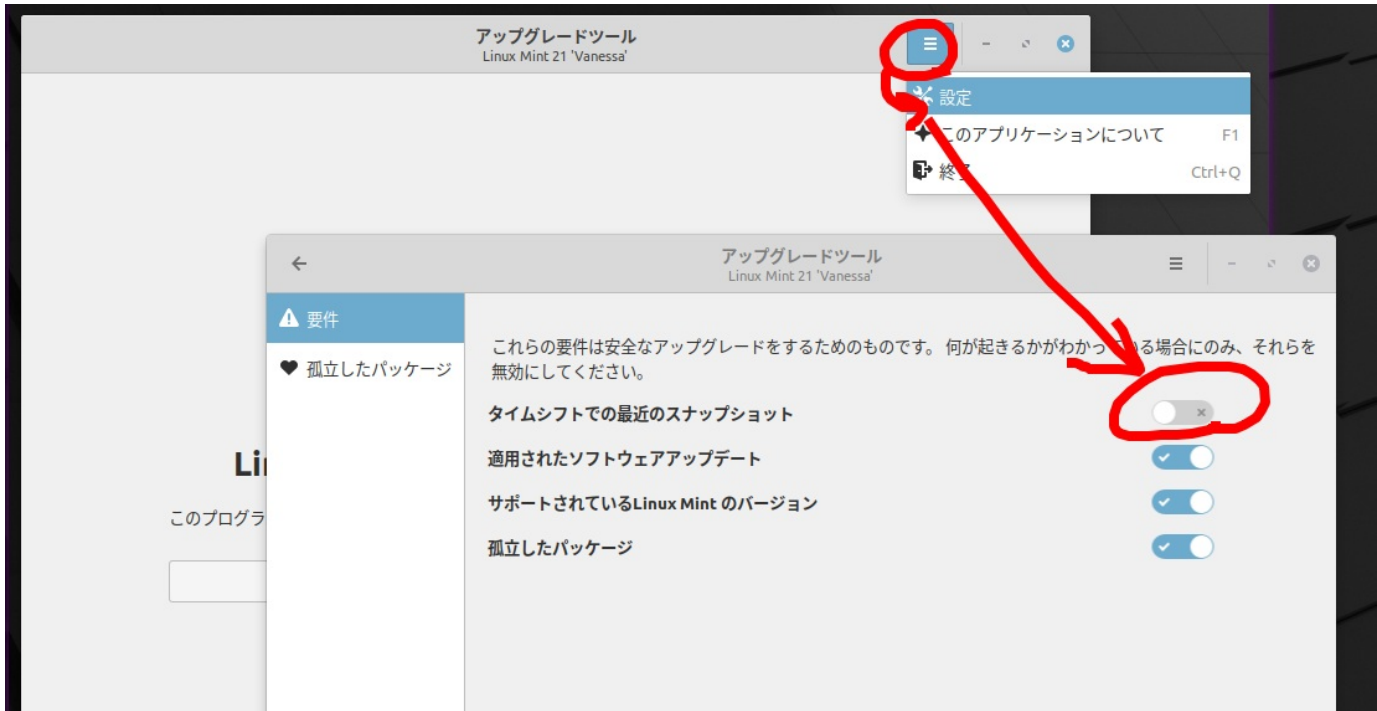 アップグレードツール
Linux Mint 21 'Vanessa'
設定
このアプリケーションについて F1
終了 Ctrl+Q
アップグレードツール
Linux Mint 21 'Vanessa'
要件
孤立したパッケージ
これらの要件は安全なアップグレードをするためのものです。 何が起きるかがわかっている場合にのみ、それらを
無効にしてください。
タイムシフトでの最近のスナップショット
適用されたソフトウェアアップデート
サポートされているLinux Mint のバージョン
孤立したパッケージ
Li
このプログラ